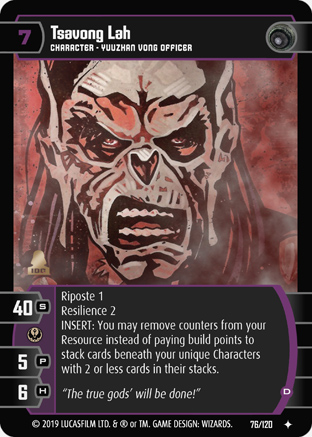 7
Tsavong Lah
CHARACTER - YUUZHAN VONG OFFICER
IDC
40 S
5 P
6 H
Riposte 1
Resilience 2
INSERT: You may remove counters from your
Resource instead of paying build points to
stack cards beneath your unique Characters
with 2 or less cards in their stacks.
"The true gods' will be done!"
D
© 2019 LUCASFILM LTD. & ® or TM. GAME DESIGN: WIZARDS.
76/120